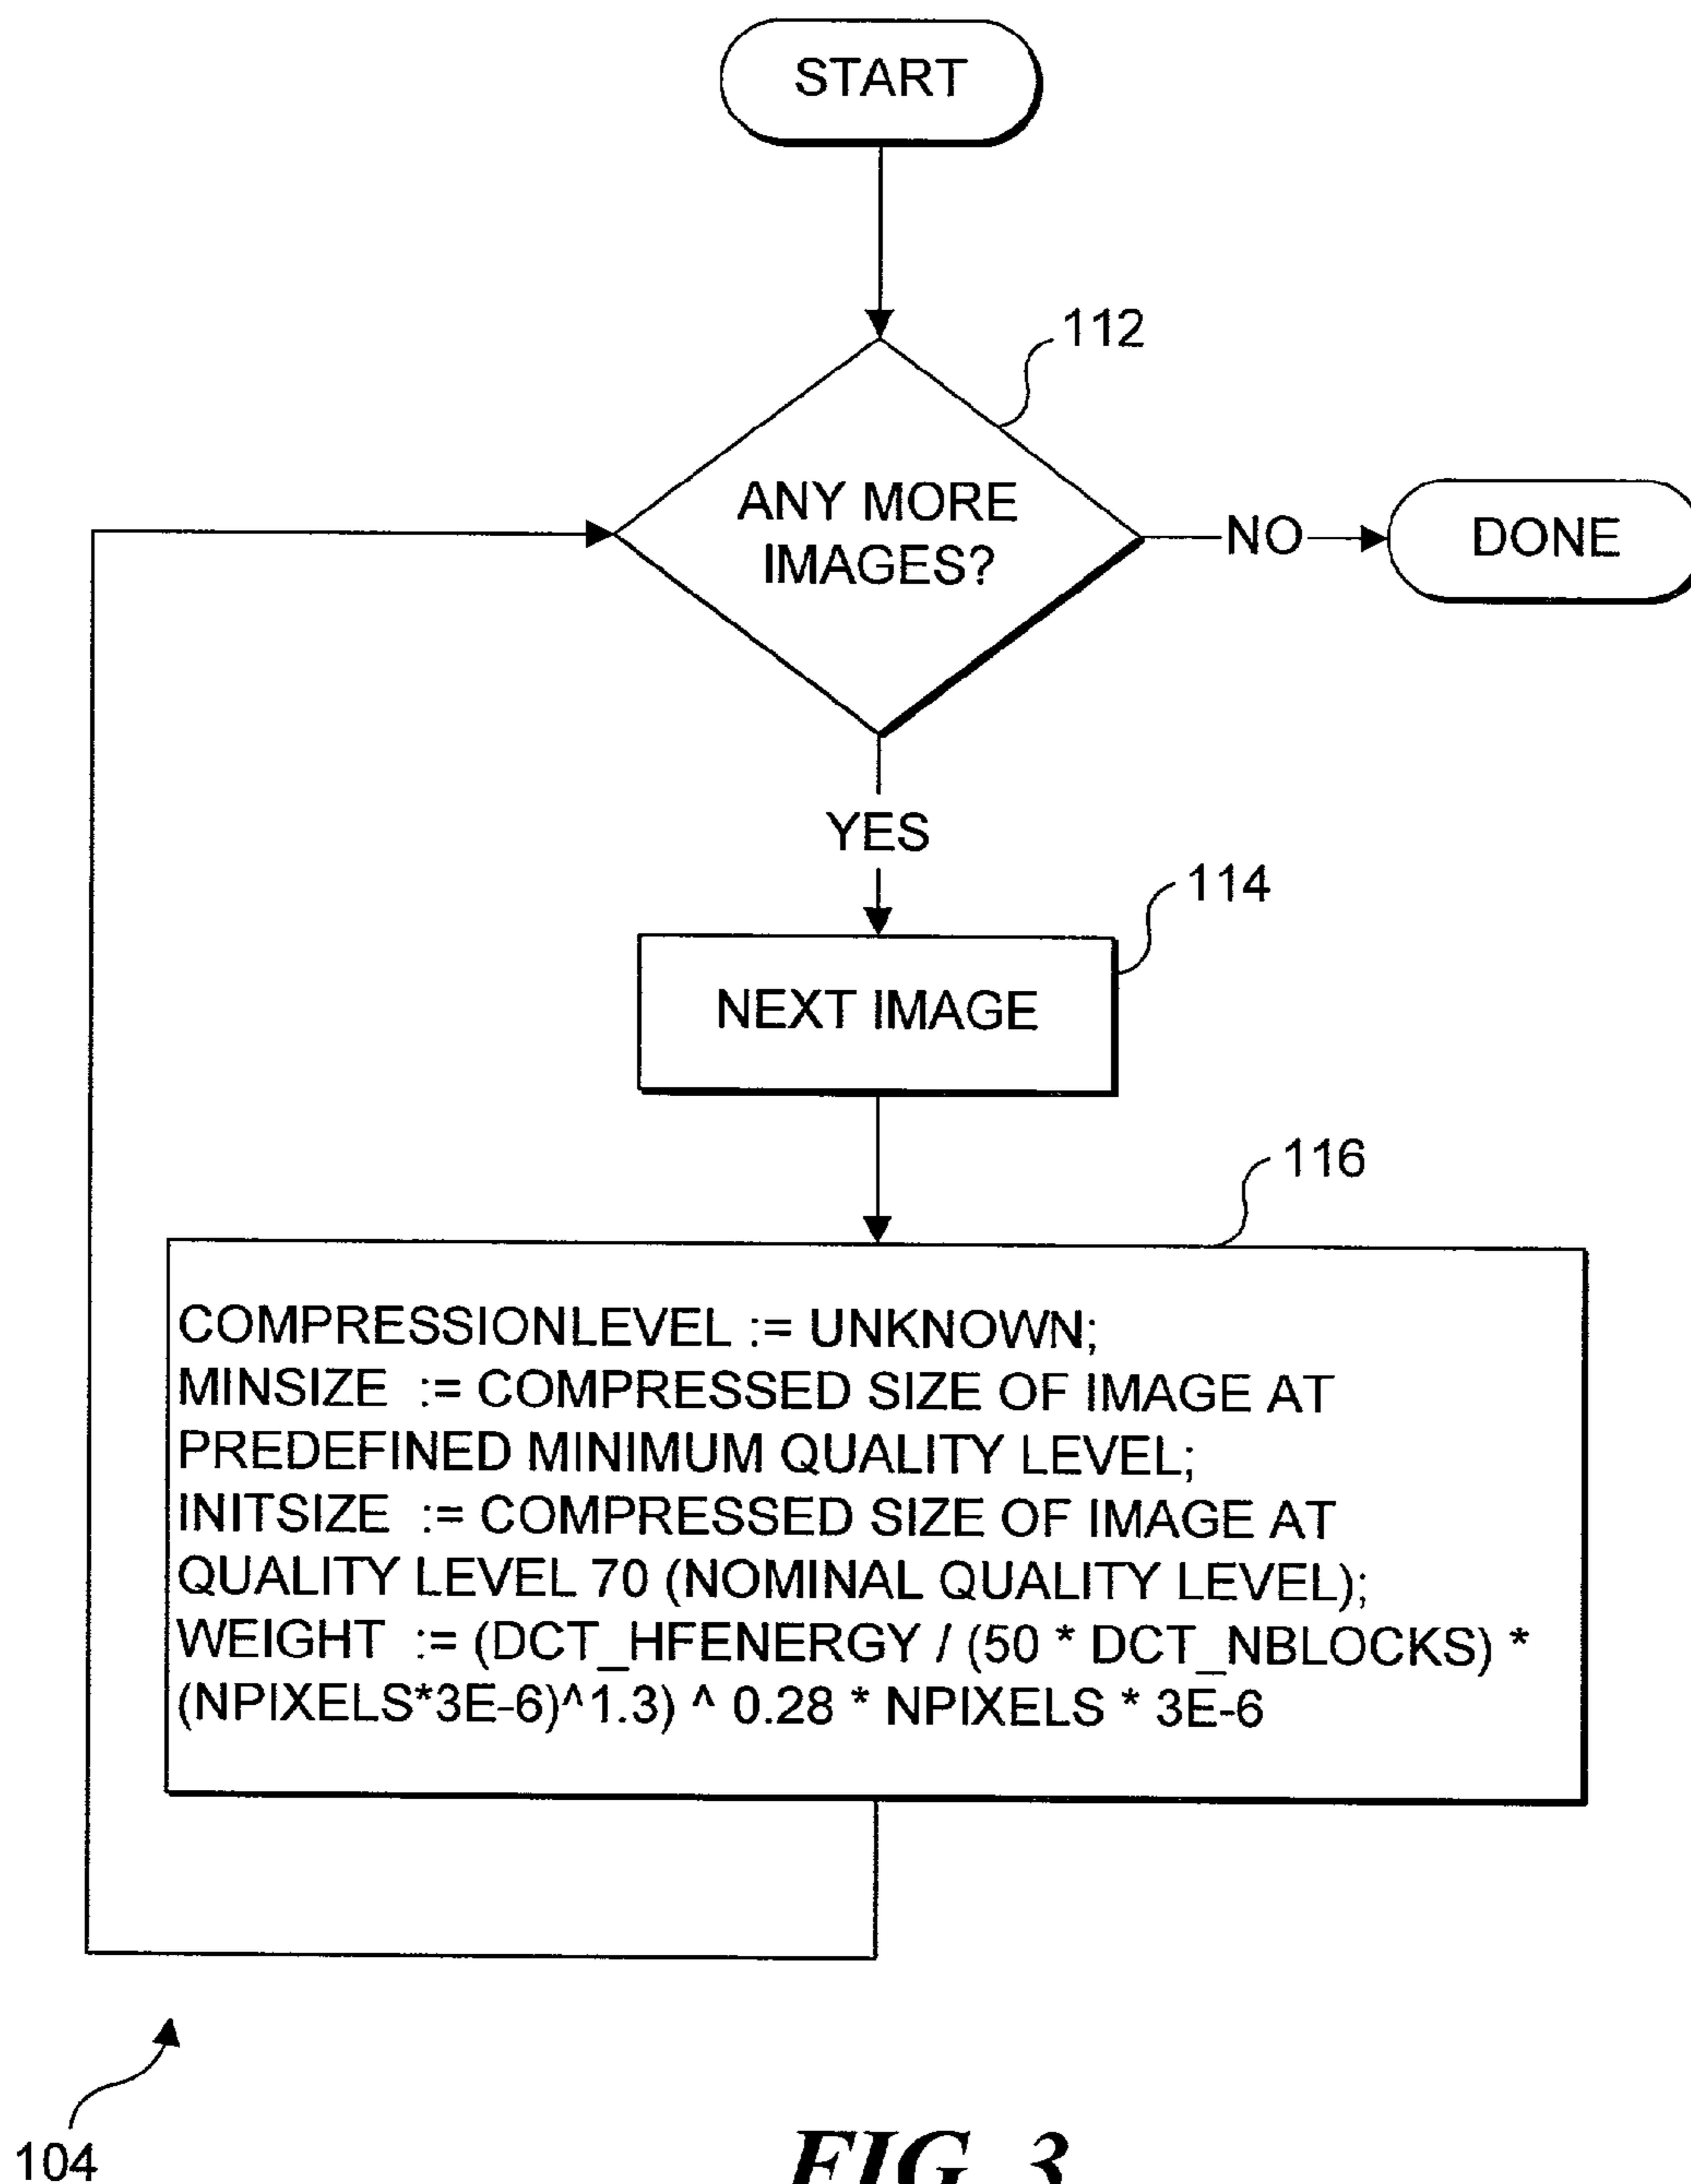 START
112
ANY MORE
IMAGES?
NO
DONE
YES
114
NEXT IMAGE
116
COMPRESSIONLEVEL := UNKNOWN;
MINSIZE := COMPRESSED SIZE OF IMAGE AT
PREDEFINED MINIMUM QUALITY LEVEL;
INITSIZE := COMPRESSED SIZE OF IMAGE AT
QUALITY LEVEL 70 (NOMINAL QUALITY LEVEL);
WEIGHT := (DCT_HFENERGY / (50 * DCT_NBLOCKS) *
(NPIXELS*3E-6)^1.3) ^ 0.28 * NPIXELS * 3E-6
104
FIG. 3